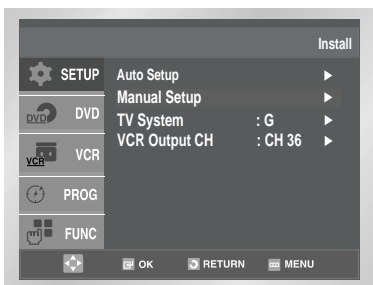 Install
SETUP
DVD
DVD
VCR
VCR
PROG
FUNC
Auto Setup
Manual Setup
TV System : G
VCR Output CH : CH 36
OK RETURN MENU